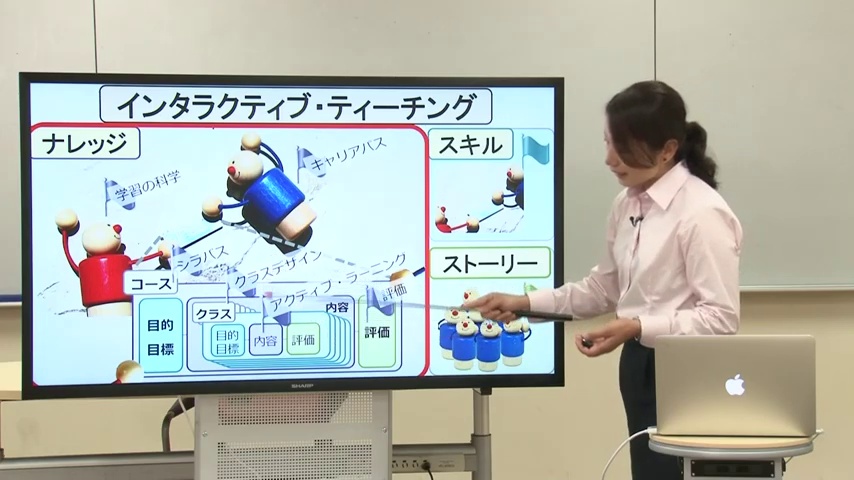 インタラクティブ・ティーチング
ナレッジ
スキル
キャリアパス
学習の科学
シラバス
クラスデザイン
アクティブ・ラーニング
評価
ストーリー
コース
クラス
内容
目的
目標
目的
目標
内容
評価
評価
SHARP